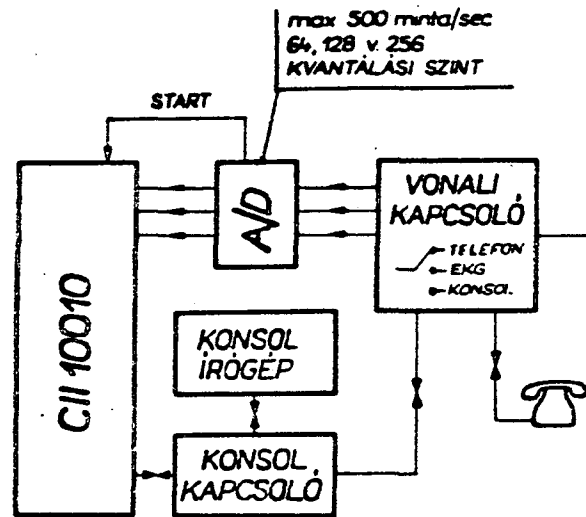 max 500 minta/sec
64, 128 v. 256
KVANTÁLÁSI SZINT
START
CII 10010
A/D
VONALI
KAPCSOLÓ
TELEFON
EKG
KONSOL
KONSOL
ÍRÓGÉP
KONSOL
KAPCSOLÓ